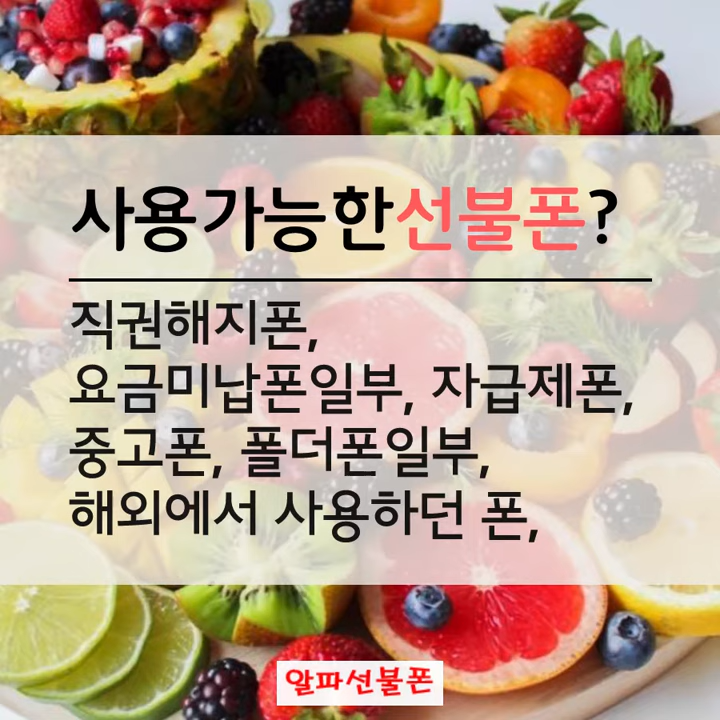 사용가능한선불폰?
직권해지폰,
요금미납폰일부, 자급제폰,
중고폰, 폴더폰일부,
해외에서 사용하던 폰,
알파선불폰